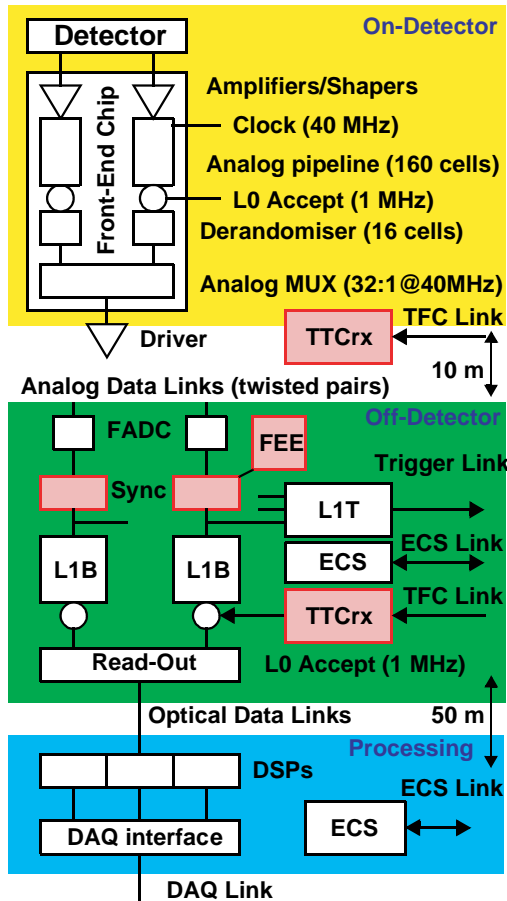 On-Detector
Detector
Front-End Chip
Amplifiers/Shapers
Clock (40 MHz)
Analog pipeline (160 cells)
L0 Accept (1 MHz)
Derandomiser (16 cells)
Analog MUX (32:1@40MHz)
TFC Link
TTCrx
Driver
10 m
Analog Data Links (twisted pairs)
Off-Detector
FADC
FEE
Trigger Link
Sync
L1T
ECS Link
L1B
L1B
ECS
TFC Link
TTCrx
Read-Out
L0 Accept (1 MHz)
Optical Data Links
50 m
Processing
DSPs
ECS Link
DAQ interface
ECS
DAQ Link